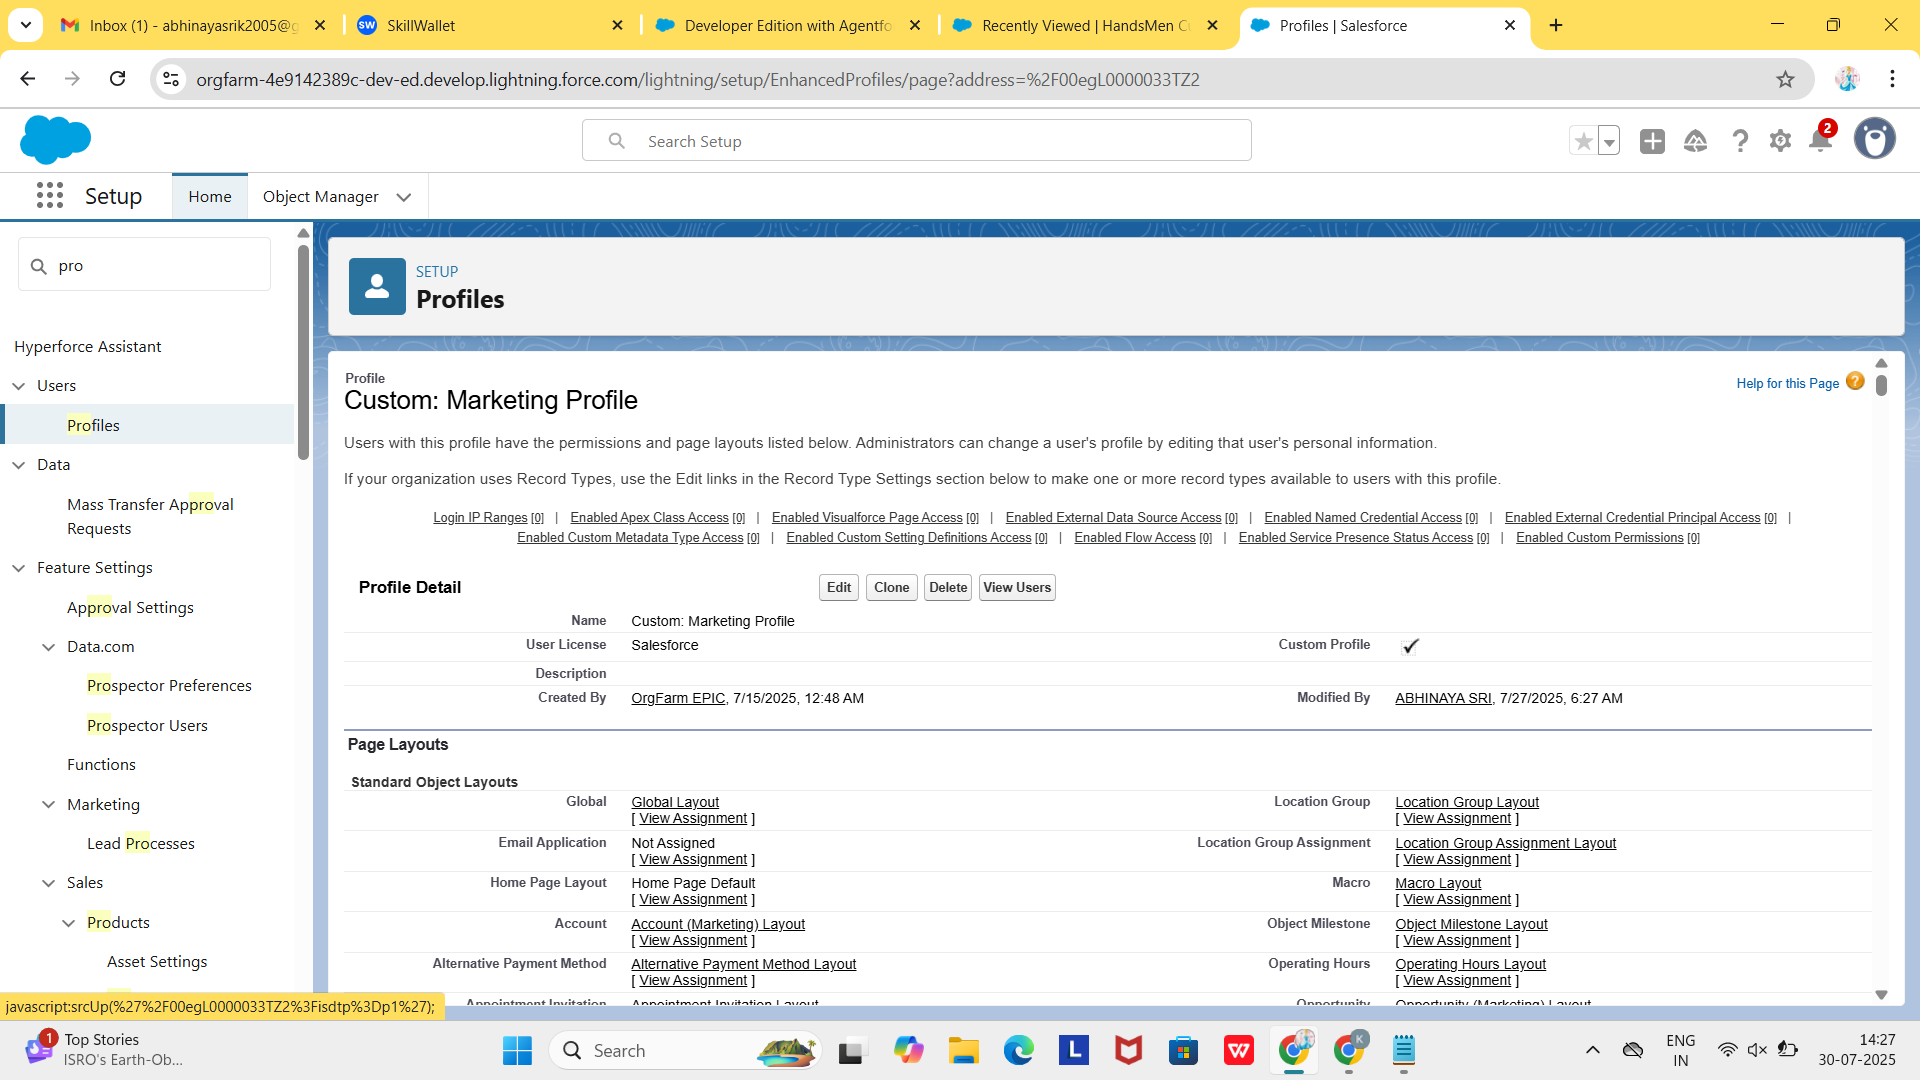 Inbox (1) - abhinayasrik2005@g
SkillWallet
Developer Edition with Agentfo
Recently Viewed | HandsMen C
Profiles | Salesforce
orgfarm-4e9142389c-dev-ed.develop.lightning.force.com/lightning/setup/EnhancedProfiles/page?address=%2F00egL0000033TZ2
Search Setup
2
Setup
Home
Object Manager
pro
Hyperforce Assistant
Users
Profiles
Data
Mass Transfer Approval
Requests
Feature Settings
Approval Settings
Data.com
Prospector Preferences
Prospector Users
Functions
Marketing
Lead Processes
Sales
Products
Asset Settings
javascript:srcUp(%27%2F00egL0000033TZ2%3Fisdtp%3Dp1%27);
SETUP
Profiles
Profile
Custom: Marketing Profile
Help for this Page ?
Users with this profile have the permissions and page layouts listed below. Administrators can change a user's profile by editing that user's personal information.
If your organization uses Record Types, use the Edit links in the Record Type Settings section below to make one or more record types available to users with this profile.
Login IP Ranges [0] | Enabled Apex Class Access [0] | Enabled Visualforce Page Access [0] | Enabled External Data Source Access [0] | Enabled Named Credential Access [0] | Enabled External Credential Principal Access [0] |
Enabled Custom Metadata Type Access [0] | Enabled Custom Setting Definitions Access [0] | Enabled Flow Access [0] | Enabled Service Presence Status Access [0] | Enabled Custom Permissions [0]
Profile Detail
Edit Clone Delete View Users
Name Custom: Marketing Profile
User License Salesforce Custom Profile
Description
Created By OrgFarm EPIC, 7/15/2025, 12:48 AM Modified By ABHINAYA SRI, 7/27/2025, 6:27 AM
Page Layouts
Standard Object Layouts
Global Global Layout Location Group Location Group Layout
[ View Assignment ] [ View Assignment ]
Email Application Not Assigned Location Group Assignment Location Group Assignment Layout
[ View Assignment ] [ View Assignment ]
Home Page Layout Home Page Default Macro Macro Layout
[ View Assignment ] [ View Assignment ]
Account Account (Marketing) Layout Object Milestone Object Milestone Layout
[ View Assignment ] [ View Assignment ]
Alternative Payment Method Alternative Payment Method Layout Operating Hours Operating Hours Layout
[ View Assignment ] [ View Assignment ]
Appointment Invitation Appointment Invitation Layout Opportunity Opportunity (Marketing) Layout
1
Top Stories
ISRO's Earth-Ob...
Search
L
W
K
ENG
IN
14:27
30-07-2025